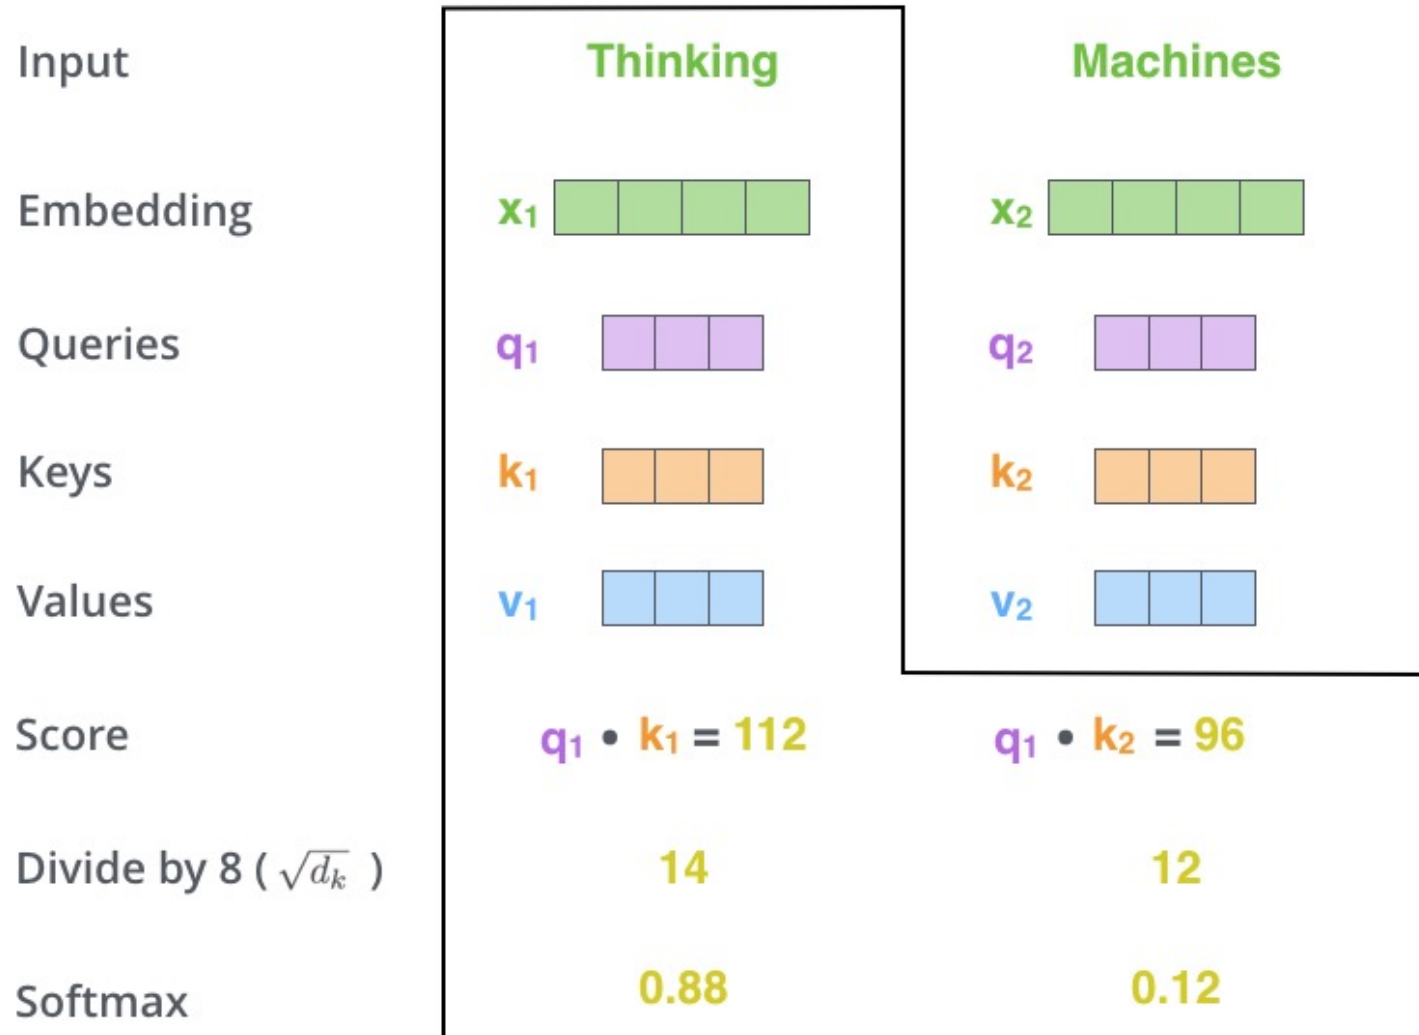 Input Thinking Machines
Embedding x₁ x₂
Queries q₁ q₂
Keys k₁ k₂
Values v₁ v₂
Score q₁ • k₁ = 112 q₁ • k₂ = 96
Divide by 8 ( √dₖ ) 14 12
Softmax 0.88 0.12